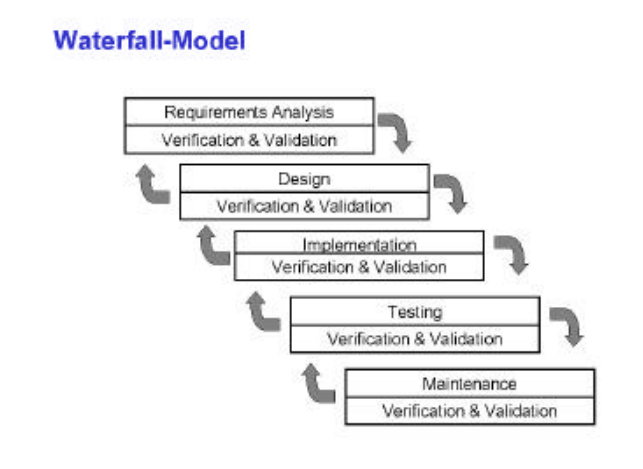 Waterfall-Model
Requirements Analysis
Verification & Validation
Design
Verification & Validation
Implementation
Verification & Validation
Testing
Verification & Validation
Maintenance
Verification & Validation